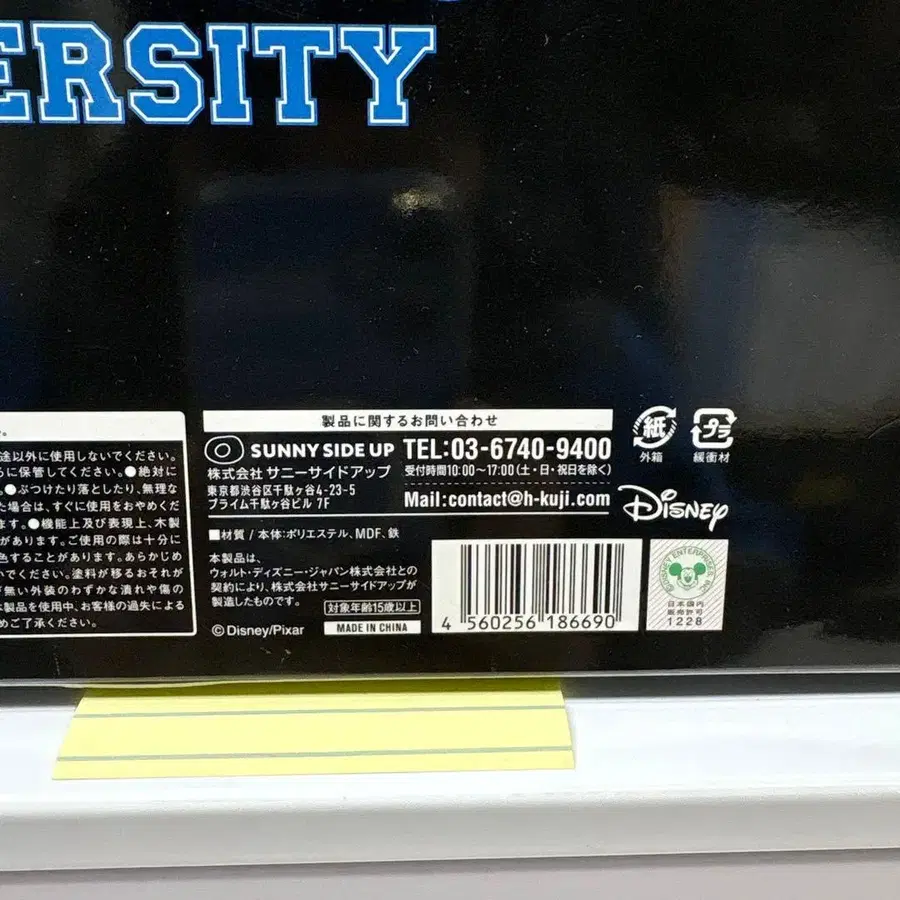 ERSITY
す。
途以外に使用しないでください。
らに保管してください。●絶対に
。●ぶつけたり落としたり、無理な
た場合は、すぐに使用をおやめくだ
ます。●機能上及び表現上、木製
。ご使用の際は十分に
色することがあります。あらかじめ
いでください。塗料が移るおそれが
が無い外装のわずかな潰れや傷の
本製品を使用中、お客様の過失による
めご了承ください。
製品に関するお問い合わせ
SUNNY SIDE UP
株式会社 サニーサイドアップ
東京都渋谷区千駄ヶ谷4-23-5
プライム千駄ヶ谷ビル 7F
TEL:03-6740-9400
受付時間10:00〜17:00(土・日・祝日を除く)
Mail:contact@h-kuji.com
■材質 / 本体:ポリエステル、MDF、鉄
本製品は、
ウォルト・ディズニー・ジャパン株式会社との
契約により、株式会社サニーサイドアップが
製造したものです。
対象年齢15歳以上
©Disney/Pixar
MADE IN CHINA
4 560256 186690
紙
外箱
プラ
緩衝材
Disney
©DISNEY ENTERPRISES, INC.
日本国内
販売許可
1228